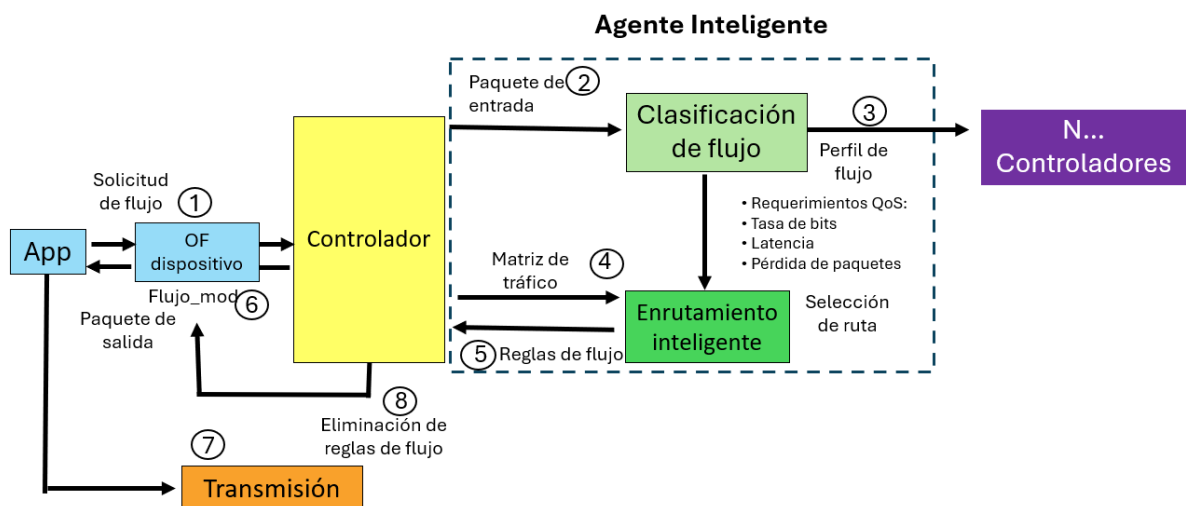 Agente Inteligente
Paquete de
entrada
2
Clasificación
de flujo
3
Perfil de
flujo
N...
Controladores
Solicitud
de flujo
1
App
OF
dispositivo
Controlador
• Requerimientos QoS:
• Tasa de bits
• Latencia
• Pérdida de paquetes
Matriz de
tráfico
4
Flujo_mod
6
Paquete de
salida
Enrutamiento
inteligente
Selección
de ruta
5
Reglas de flujo
8
Eliminación de
reglas de flujo
7
Transmisión